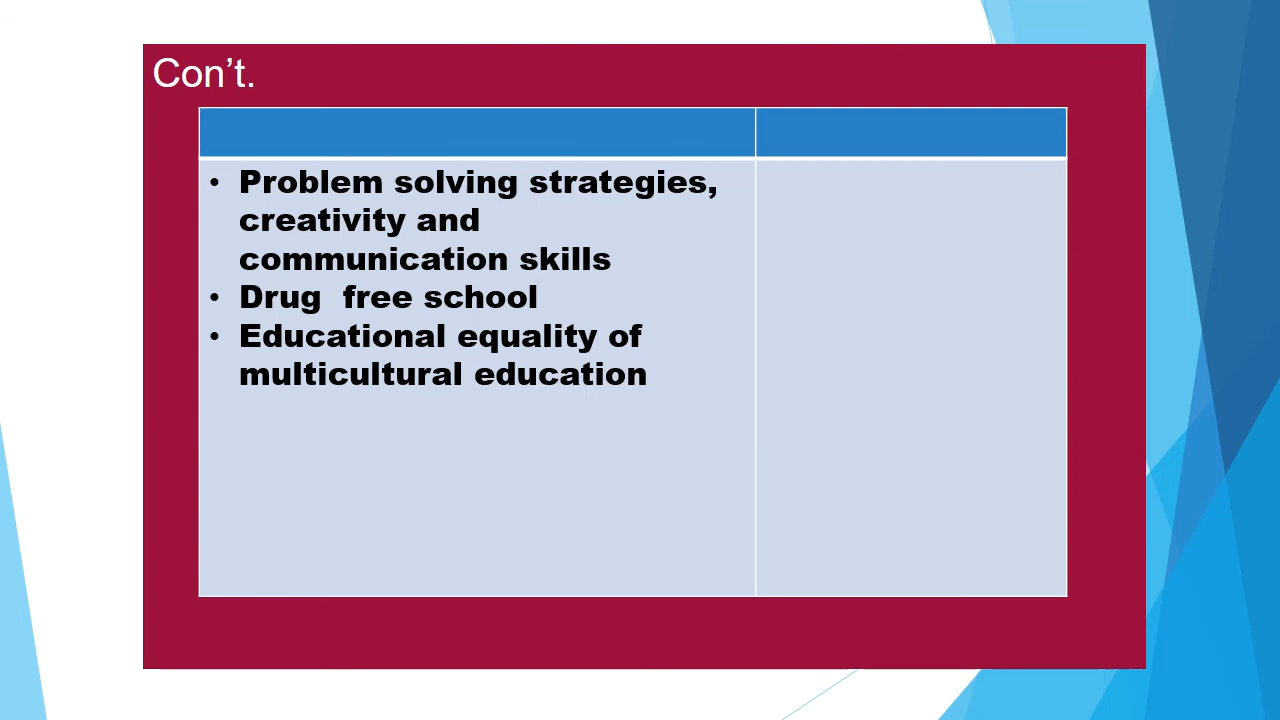 Con’t.
• Problem solving strategies,
creativity and
communication skills
• Drug  free school
• Educational equality of
multicultural education